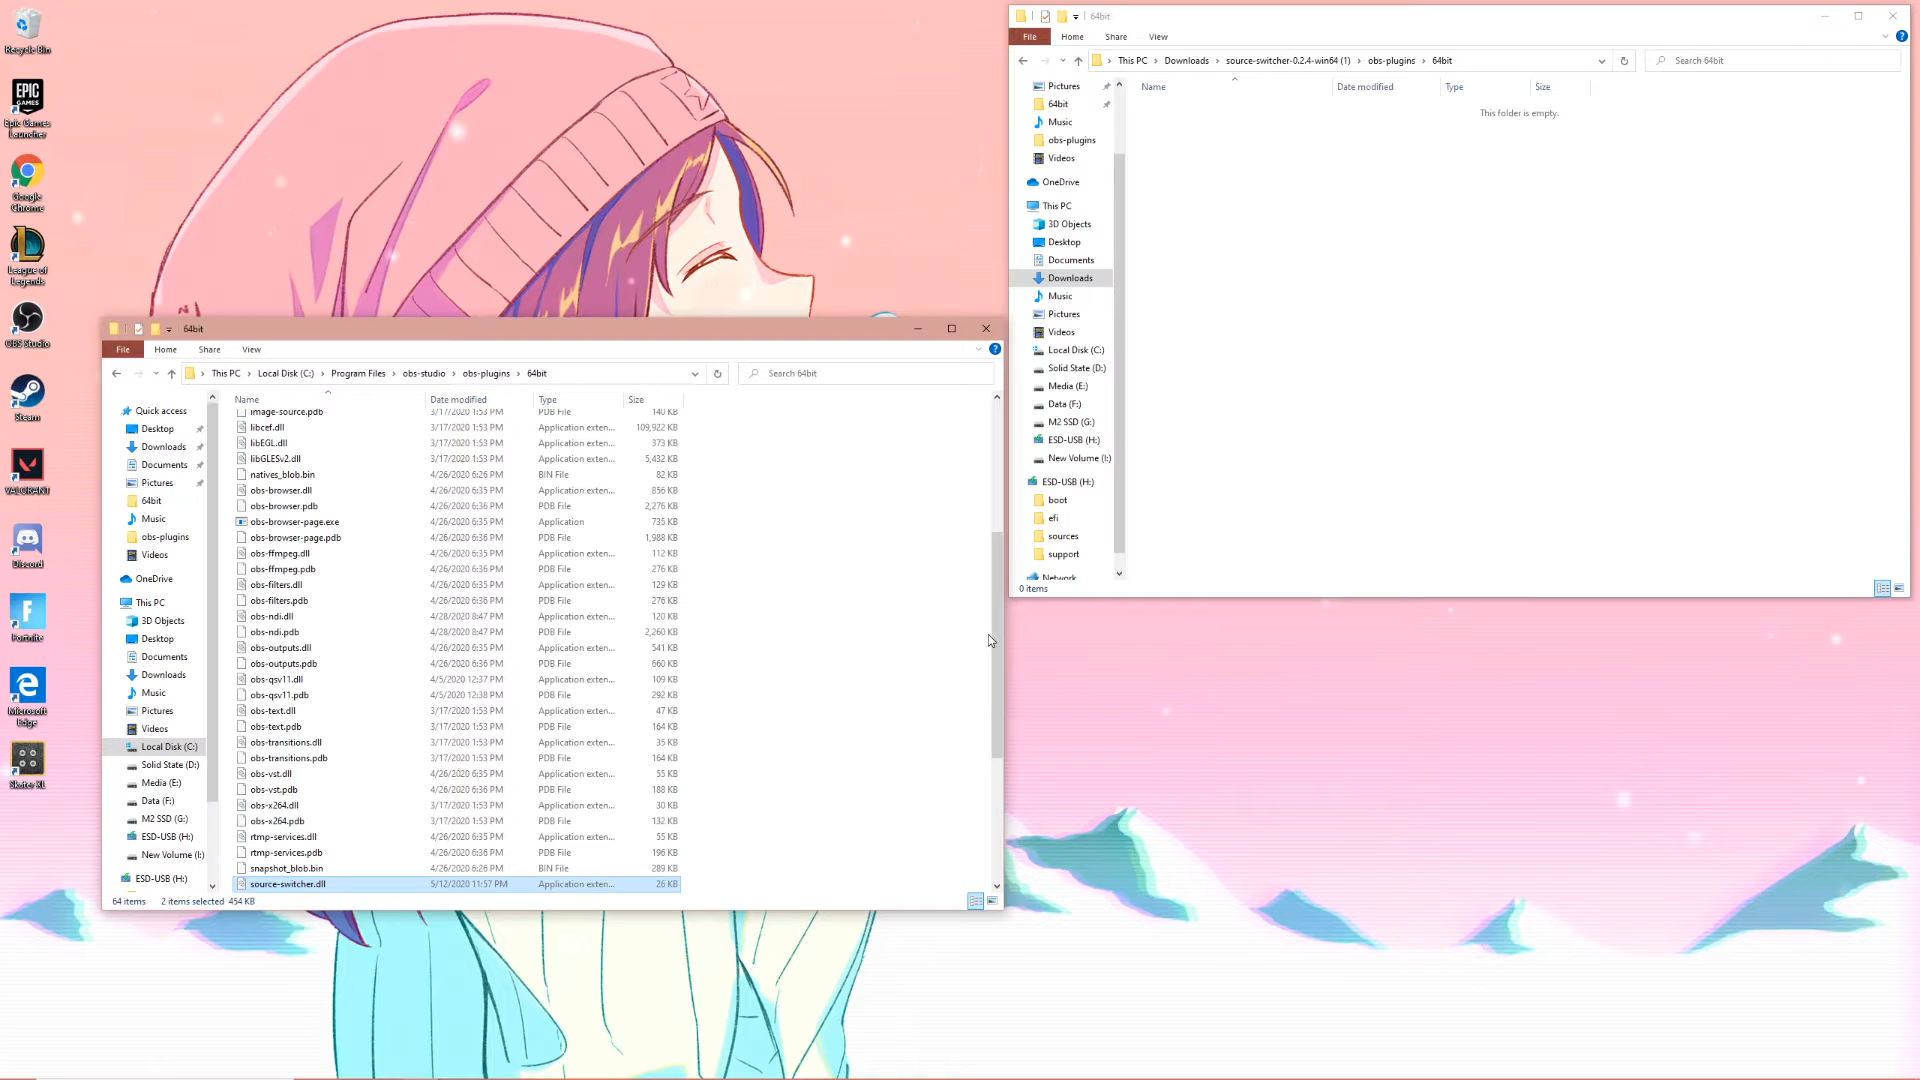 Recycle Bin
Epic Games
Launcher
Google
Chrome
League of
Legends
OBS Studio
Steam
VALORANT
Discord
Fortnite
Microsoft
Edge
Skater XL
64bit
File Home Share View
This PC > Downloads > source-switcher-0.2.4-win64 (1) > obs-plugins > 64bit
Search 64bit
Name Date modified Type Size
This folder is empty.
Pictures
64bit
Music
obs-plugins
Videos
OneDrive
This PC
3D Objects
Desktop
Documents
Downloads
Music
Pictures
Videos
Local Disk (C:)
Solid State (D:)
Media (E:)
Data (F:)
M2 SSD (G:)
ESD-USB (H:)
New Volume (I:)
ESD-USB (H:)
boot
efi
sources
support
Network
0 items
64bit
File Home Share View
This PC > Local Disk (C:) > Program Files > obs-studio > obs-plugins > 64bit
Search 64bit
Quick access
Desktop
Downloads
Documents
Pictures
64bit
Music
obs-plugins
Videos
OneDrive
This PC
3D Objects
Desktop
Documents
Downloads
Music
Pictures
Videos
Local Disk (C:)
Solid State (D:)
Media (E:)
Data (F:)
M2 SSD (G:)
ESD-USB (H:)
New Volume (I:)
ESD-USB (H:)
Name Date modified Type Size
image-source.pdb 3/17/2020 1:53 PM PDB File 140 KB
libcef.dll 3/17/2020 1:53 PM Application exten... 109,922 KB
libEGL.dll 3/17/2020 1:53 PM Application exten... 373 KB
libGLESv2.dll 3/17/2020 1:53 PM Application exten... 5,432 KB
natives_blob.bin 4/26/2020 6:26 PM BIN File 82 KB
obs-browser.dll 4/26/2020 6:35 PM Application exten... 856 KB
obs-browser.pdb 4/26/2020 6:35 PM PDB File 2,276 KB
obs-browser-page.exe 4/26/2020 6:35 PM Application 735 KB
obs-browser-page.pdb 4/26/2020 6:35 PM PDB File 1,988 KB
obs-ffmpeg.dll 4/26/2020 6:35 PM Application exten... 112 KB
obs-ffmpeg.pdb 4/26/2020 6:36 PM PDB File 276 KB
obs-filters.dll 4/26/2020 6:35 PM Application exten... 129 KB
obs-filters.pdb 4/26/2020 6:36 PM PDB File 276 KB
obs-ndi.dll 4/28/2020 8:47 PM Application exten... 120 KB
obs-ndi.pdb 4/28/2020 8:47 PM PDB File 2,260 KB
obs-outputs.dll 4/26/2020 6:35 PM Application exten... 541 KB
obs-outputs.pdb 4/26/2020 6:36 PM PDB File 660 KB
obs-qsv11.dll 4/5/2020 12:37 PM Application exten... 109 KB
obs-qsv11.pdb 4/5/2020 12:38 PM PDB File 292 KB
obs-text.dll 3/17/2020 1:53 PM Application exten... 47 KB
obs-text.pdb 3/17/2020 1:53 PM PDB File 164 KB
obs-transitions.dll 3/17/2020 1:53 PM Application exten... 35 KB
obs-transitions.pdb 3/17/2020 1:53 PM PDB File 164 KB
obs-vst.dll 4/26/2020 6:35 PM Application exten... 55 KB
obs-vst.pdb 4/26/2020 6:36 PM PDB File 188 KB
obs-x264.dll 3/17/2020 1:53 PM Application exten... 30 KB
obs-x264.pdb 3/17/2020 1:53 PM PDB File 132 KB
rtmp-services.dll 4/26/2020 6:35 PM Application exten... 55 KB
rtmp-services.pdb 4/26/2020 6:36 PM PDB File 196 KB
snapshot_blob.bin 4/26/2020 6:26 PM BIN File 289 KB
source-switcher.dll 5/12/2020 11:57 PM Application exten... 26 KB
64 items 2 items selected 454 KB